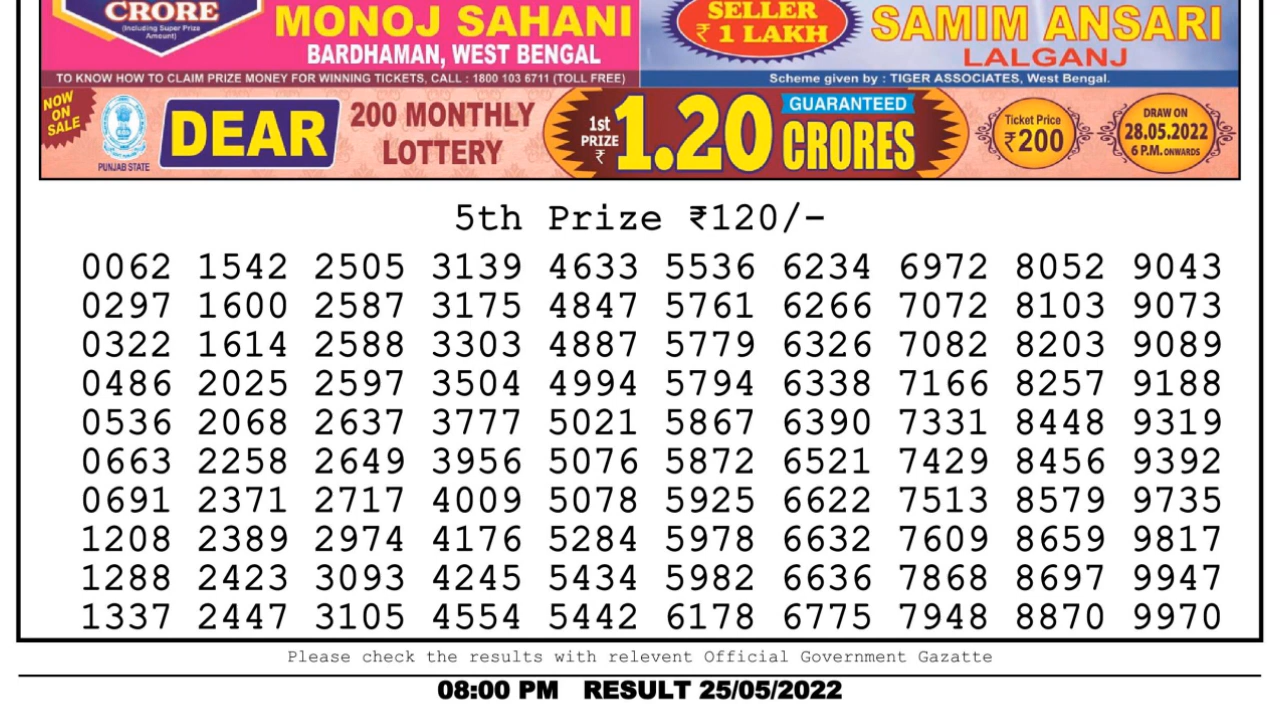 CRORE
(Including Super Prize
Amount)
MONOJ SAHANI
BARDHAMAN, WEST BENGAL
SELLER
₹ 1 LAKH
SAMIM ANSARI
LALGANJ
TO KNOW HOW TO CLAIM PRIZE MONEY FOR WINNING TICKETS, CALL : 1800 103 6711 (TOLL FREE)
Scheme given by : TIGER ASSOCIATES, West Bengal.
NOW
ON
SALE
PUNJAB STATE
DEAR
200 MONTHLY
LOTTERY
1st
PRIZE
₹
1.20
GUARANTEED
CRORES
Ticket Price
₹200
DRAW ON
28.05.2022
6 P.M. ONWARDS
5th Prize ₹120/-
0062 1542 2505 3139 4633 5536 6234 6972 8052 9043
0297 1600 2587 3175 4847 5761 6266 7072 8103 9073
0322 1614 2588 3303 4887 5779 6326 7082 8203 9089
0486 2025 2597 3504 4994 5794 6338 7166 8257 9188
0536 2068 2637 3777 5021 5867 6390 7331 8448 9319
0663 2258 2649 3956 5076 5872 6521 7429 8456 9392
0691 2371 2717 4009 5078 5925 6622 7513 8579 9735
1208 2389 2974 4176 5284 5978 6632 7609 8659 9817
1288 2423 3093 4245 5434 5982 6636 7868 8697 9947
1337 2447 3105 4554 5442 6178 6775 7948 8870 9970
Please check the results with relevent Official Government Gazatte
08:00 PM RESULT 25/05/2022